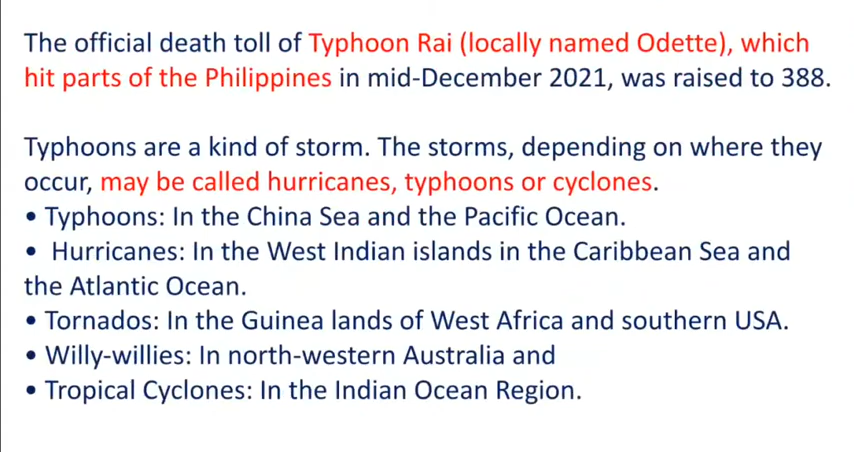 The official death toll of Typhoon Rai (locally named Odette), which
hit parts of the Philippines in mid-December 2021, was raised to 388.
Typhoons are a kind of storm. The storms, depending on where they
occur, may be called hurricanes, typhoons or cyclones.
• Typhoons: In the China Sea and the Pacific Ocean.
• Hurricanes: In the West Indian islands in the Caribbean Sea and
the Atlantic Ocean.
• Tornados: In the Guinea lands of West Africa and southern USA.
• Willy-willies: In north-western Australia and
• Tropical Cyclones: In the Indian Ocean Region.